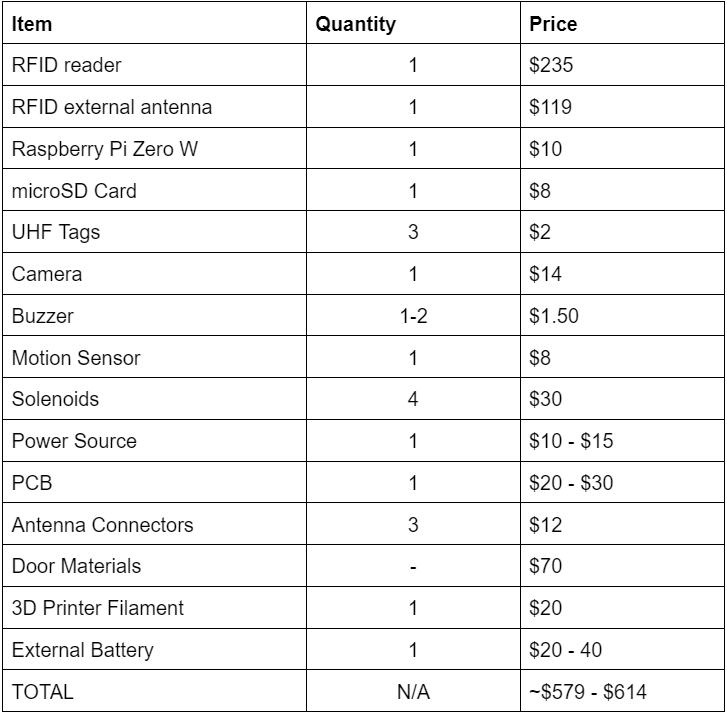 Item Quantity Price
RFID reader 1 $235
RFID external antenna 1 $119
Raspberry Pi Zero W 1 $10
microSD Card 1 $8
UHF Tags 3 $2
Camera 1 $14
Buzzer 1-2 $1.50
Motion Sensor 1 $8
Solenoids 4 $30
Power Source 1 $10 - $15
PCB 1 $20 - $30
Antenna Connectors 3 $12
Door Materials - $70
3D Printer Filament 1 $20
External Battery 1 $20 - 40
TOTAL N/A ~$579 - $614